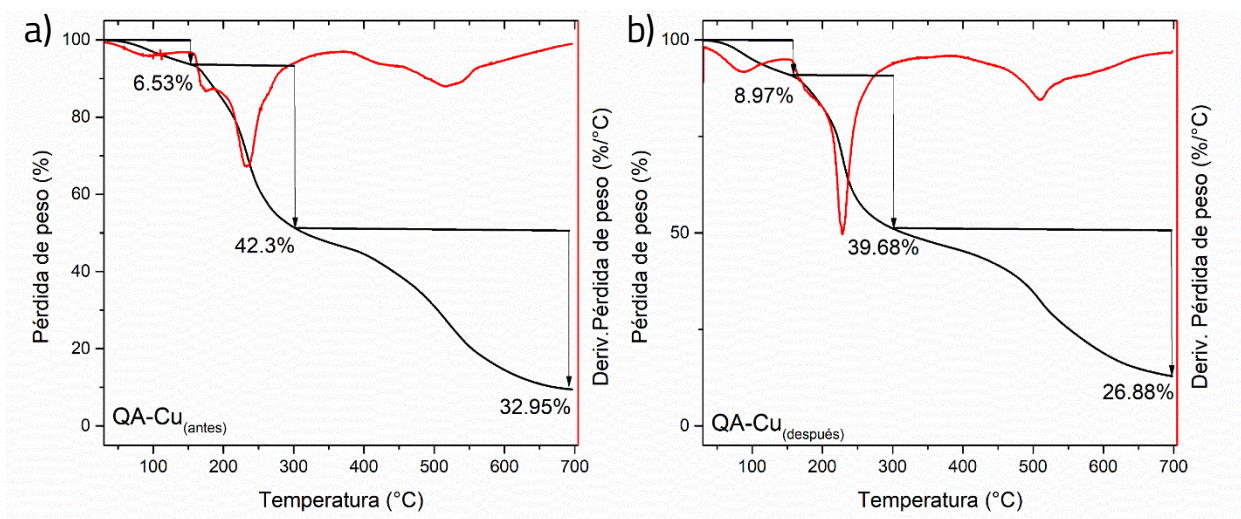 a)
100
80
60
40
20
0
Pérdida de peso (%)
6.53%
42.3%
32.95%
QA-Cu(antes)
100 200 300 400 500 600 700
Temperatura (°C)
Deriv.Pérdida de peso (%/°C)
b)
100
50
0
Pérdida de peso (%)
8.97%
39.68%
26.88%
QA-Cu(después)
100 200 300 400 500 600 700
Temperatura (°C)
Deriv. Pérdida de peso (%/°C)